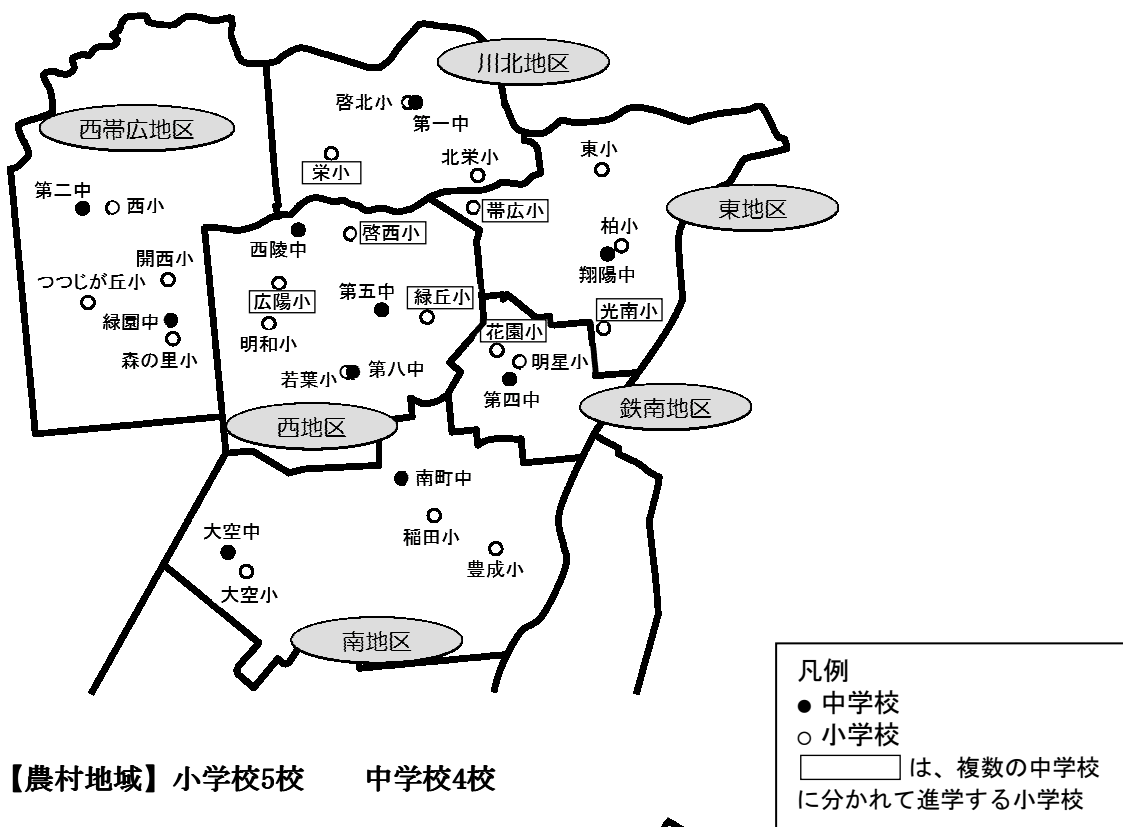 川北地区
啓北小
第一中
西帯広地区
栄小
北栄小
東小
第二中
西小
帯広小
東地区
西陵中
啓西小
柏小
翔陽中
開西小
つつじが丘小
広陽小
第五中
緑丘小
緑園中
明和小
花園小
光南小
森の里小
明星小
若葉小
第八中
第四中
鉄南地区
西地区
南町中
大空中
稲田小
豊成小
大空小
南地区
凡例
● 中学校
○ 小学校
は、複数の中学校
に分かれて進学する小学校
【農村地域】小学校5校 中学校4校